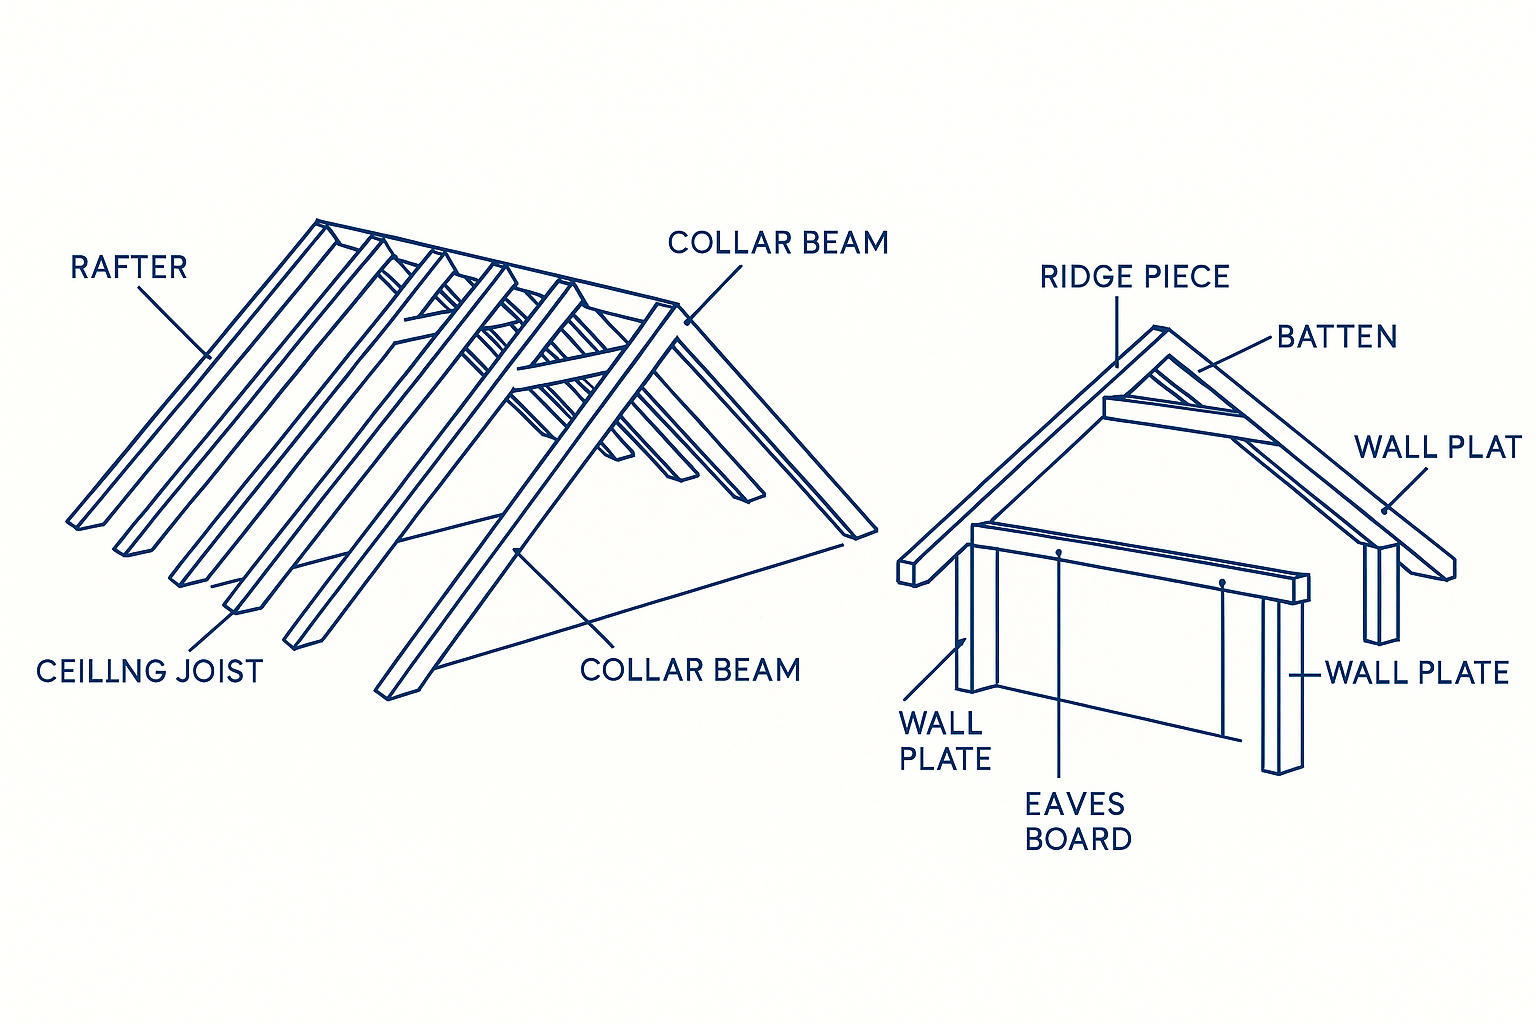 COLLAR BEAM
RAFTER
CEILLNG JOIST
COLLAR BEAM
RIDGE PIECE
BATTEN
WALL PLAT
WALL PLATE
WALL
PLATE
EAVES
BOARD